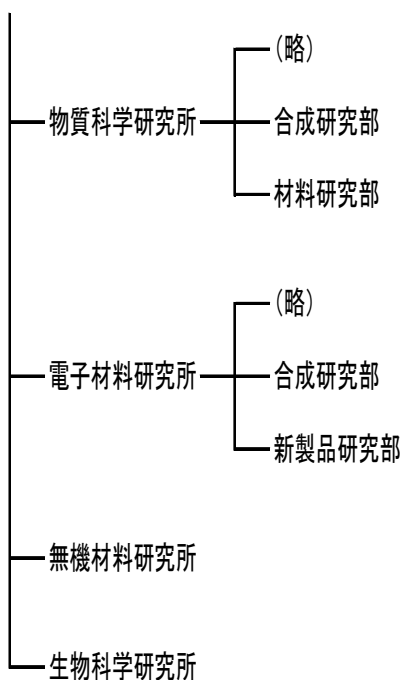 (略)
物質科学研究所
合成研究部
材料研究部
(略)
電子材料研究所
合成研究部
新製品研究部
無機材料研究所
生物科学研究所